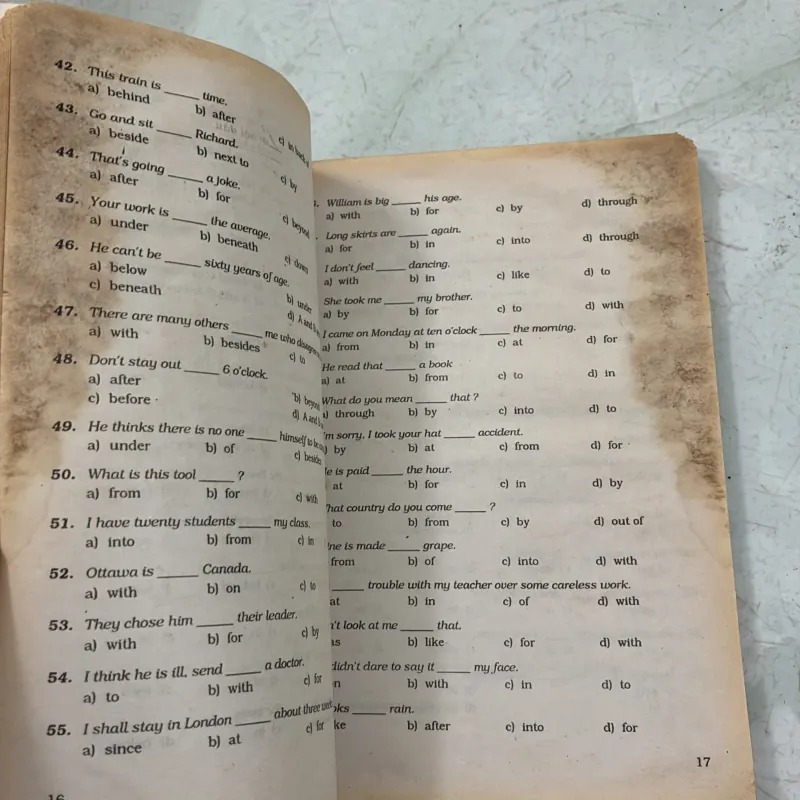 42. This train is _____ time.
a) behind b) after c) in back of
43. Go and sit _____ Richard.
a) beside b) next to c) by
44. That's going _____ a joke.
a) after b) for c) beyond
45. Your work is _____ the average.
a) under b) beneath c) down
46. He can't be _____ sixty years of age.
a) below b) under
c) beneath d) A and
47. There are many others _____ me who
a) with b) besides c) to
48. Don't stay out _____ 6 o'clock.
a) after b) beyond
c) before d) A and
49. He thinks there is no one _____ himself to be
a) under b) of c) besides
50. What is this tool _____ ?
a) from b) for c) with
51. I have twenty students _____ my class.
a) into b) from c) in
52. Ottawa is _____ Canada.
a) with b) on c) to
53. They chose him _____ their leader.
a) with b) for c) by
54. I think he is ill, send _____ a doctor.
a) to b) with c) for
55. I shall stay in London _____ about three
a) since b) at c) for
16
William is big _____ his age.
a) with b) for c) by d) through
Long skirts are _____ again.
a) for b) in c) into d) through
I don't feel _____ dancing.
a) with b) in c) like d) to
She took me _____ my brother.
a) by b) for c) to d) with
I came on Monday at ten o'clock _____ the morning.
a) from b) in c) at d) for
He read that _____ a book
a) at b) from c) to d) in
What do you mean _____ that ?
a) through b) by c) into d) to
I'm sorry, I took your hat _____ accident.
by b) at c) from d) for
is paid _____ the hour.
at b) for c) in d) by
country do you come _____ ?
to b) from c) by d) out of
is made _____ grape.
from b) of c) into d) with
_____ trouble with my teacher over some careless work.
at b) in c) of d) with
look at me _____ that.
b) like c) for d) with
didn't dare to say it _____ my face.
b) with c) in d) to
_____ rain.
b) after c) into d) for
17